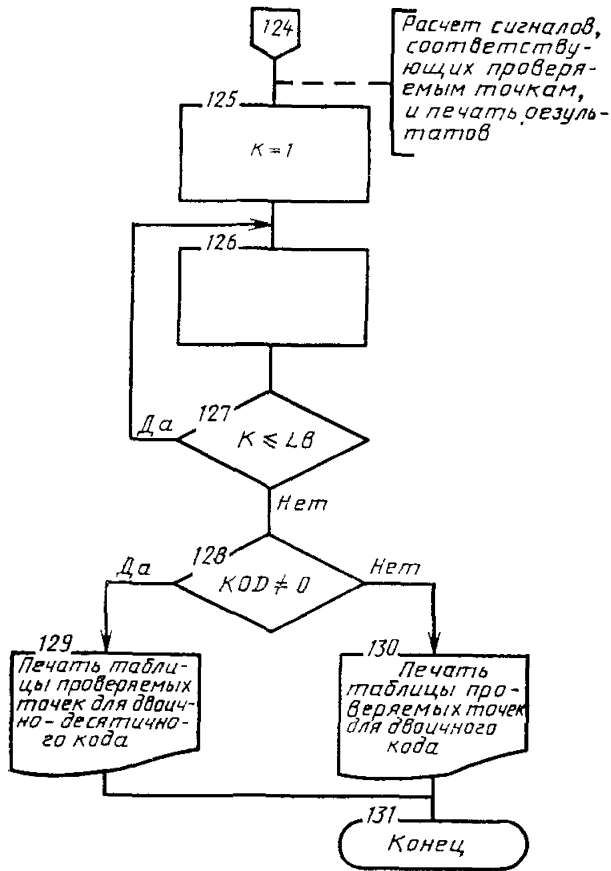 124
Расчет сигналов,
соответству-
ющих проверя-
емым точкам,
и печать резуль-
татов
125
K = 1
126
127
Да
K ≤ LB
Нет
128
Да
KOD ≠ 0
Нет
129
Печать табли-
цы проверяемых
точек для двоич-
но-десятично-
го кода
130
Печать
таблицы про-
веряемых точек
для двоичного
кода
131
Конец